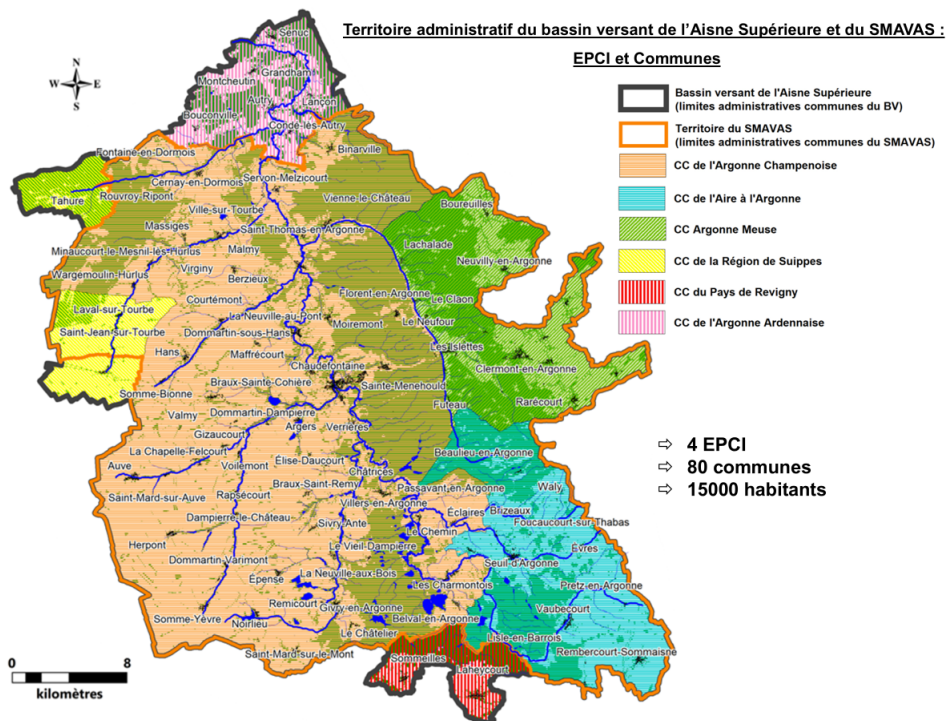 Territoire administratif du bassin versant de l'Aisne Supérieure et du SMAVAS :
EPCI et Communes
Bassin versant de l'Aisne Supérieure
(limites administratives communes du BV)
Territoire du SMAVAS
(limites administratives communes du SMAVAS)
CC de l'Argonne Champenoise
CC de l'Aire à l'Argonne
CC Argonne Meuse
CC de la Région de Suippes
CC du Pays de Revigny
CC de l'Argonne Ardennaise
⇨ 4 EPCI
⇨ 80 communes
⇨ 15000 habitants
N
W E
S
Senuc
Grandham
Montcheutin
Autry
Lançon
Bouconville
Condé-lès-Autry
Binarville
Fontaine-en-Dormois
Cernay-en-Dormois
Servon-Melzicourt
Tahure
Rouvroy-Ripont
Vienne-le-Château
Boureuilles
Ville-sur-Tourbe
Massiges
Saint-Thomas-en-Argonne
Lachalade
Minaucourt-le-Mesnil-lès-Hurlus
Malmy
Neuvilly-en-Argonne
Wargemoulin-Hurlus
Virginy
Berzieux
Florent-en-Argonne
Le Claon
Courtémont
Laval-sur-Tourbe
La Neuville-au-Pont
Moiremont
Le Neufour
Saint-Jean-sur-Tourbe
Dommartin-sous-Hans
Les Islettes
Hans
Maffrécourt
Chaudefontaine
Clermont-en-Argonne
Braux-Sainte-Cohière
Sainte-Menehould
Somme-Bionne
Rarécourt
Futeau
Valmy
Dommartin-Dampierre
Argers
Verrières
Gizaucourt
La Chapelle-Felcourt
Beaulieu-en-Argonne
Auve
Voilemont
Élise-Daucourt
Châtrices
Braux-Saint-Remy
Passavant-en-Argonne
Waly
Saint-Mard-sur-Auve
Rapsécourt
Villers-en-Argonne
Éclaires
Brizeaux
Dampierre-le-Château
Sivry-Ante
Le Chemin
Foucaucourt-sur-Thabas
Herpont
Le Vieil-Dampierre
Èvres
Dommartin-Varimont
Seuil-d'Argonne
Épense
La Neuville-aux-Bois
Les Charmontois
Pretz-en-Argonne
Remicourt
Givry-en-Argonne
Vaubecourt
Somme-Yèvre
Noirlieu
Belval-en-Argonne
Le Châtelier
Lisle-en-Barrois
Saint-Mard-sur-le-Mont
Sommeilles
Rembercourt-Sommaisne
Laheycourt
0 8
kilomètres